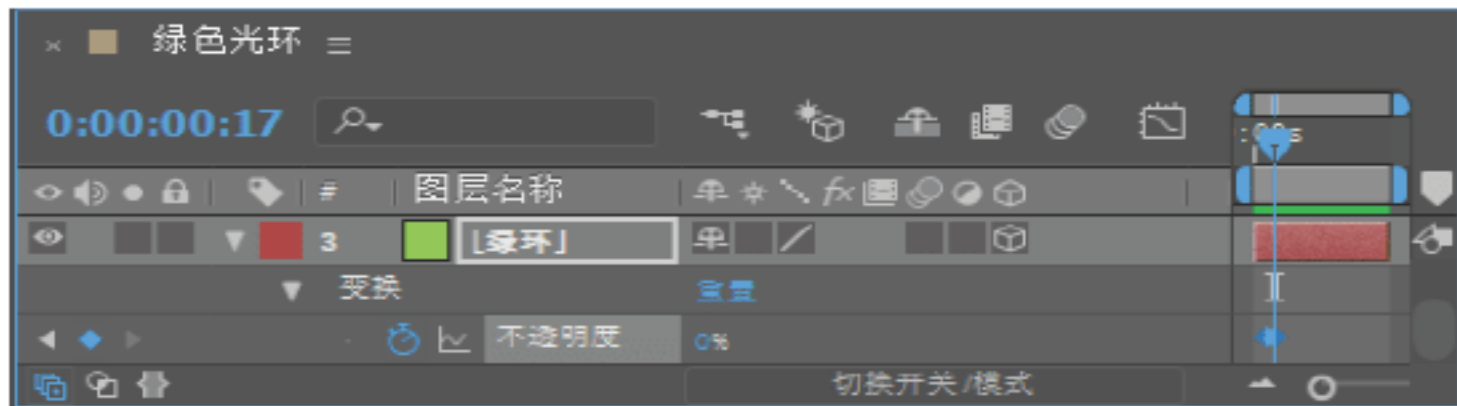 绿色光环
0:00:00:17
# 图层名称 fx
3 [绿环]
变换 重置
不透明度 0%
切换开关/模式